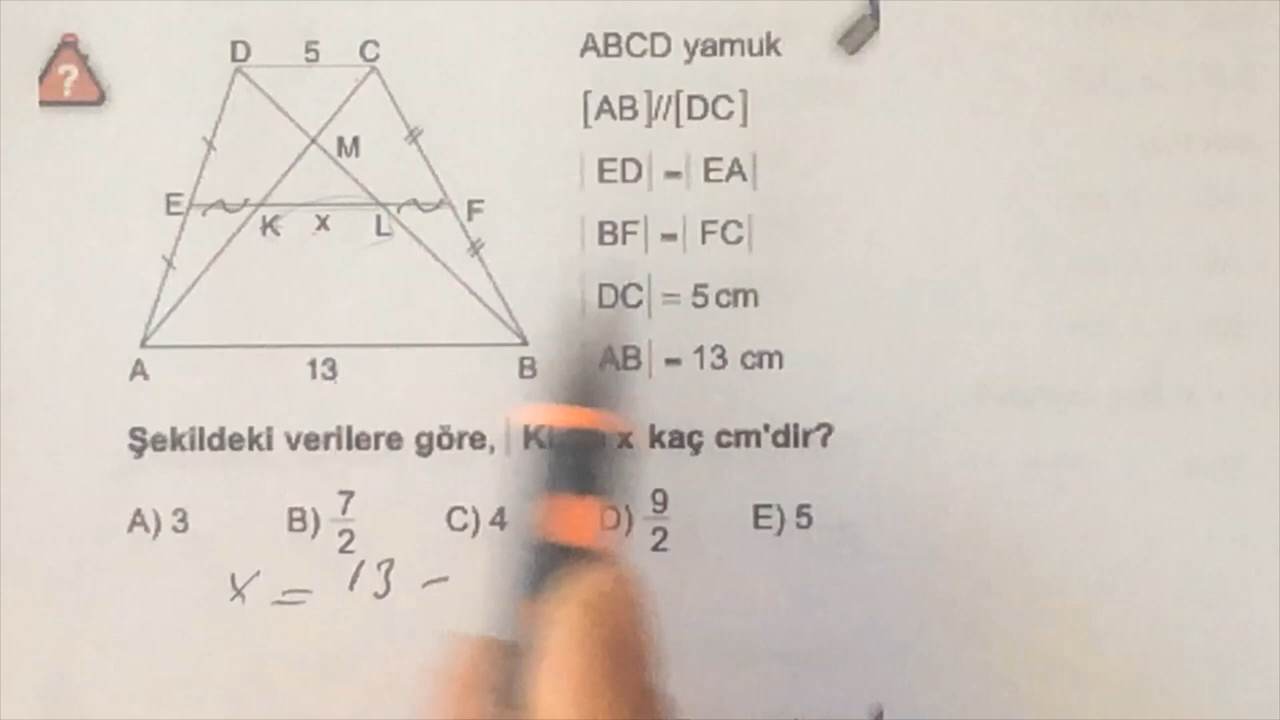 ?
D 5 C
M
E K x L F
A 13 B
ABCD yamuk
[AB]//[DC]
|ED| = |EA|
|BF| = |FC|
|DC| = 5 cm
|AB| = 13 cm
Şekildeki verilere göre, x kaç cm'dir?
A) 3 B) 7/2 C) 4 D) 9/2 E) 5
x = 13 -